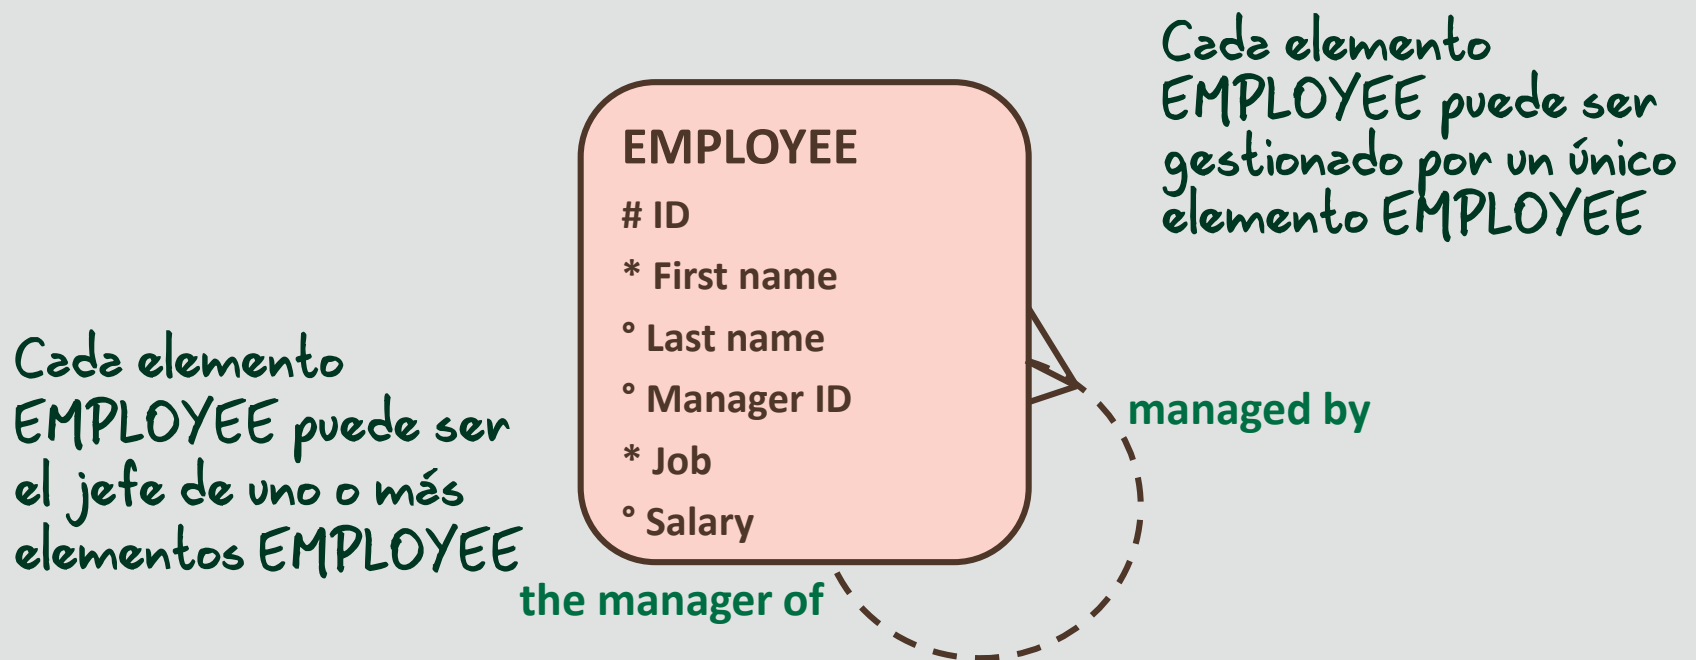 Cada elemento
EMPLOYEE puede ser
gestionado por un único
elemento EMPLOYEE
EMPLOYEE
# ID
* First name
° Last name
° Manager ID
* Job
° Salary
Cada elemento
EMPLOYEE puede ser
el jefe de uno o más
elementos EMPLOYEE
managed by
the manager of